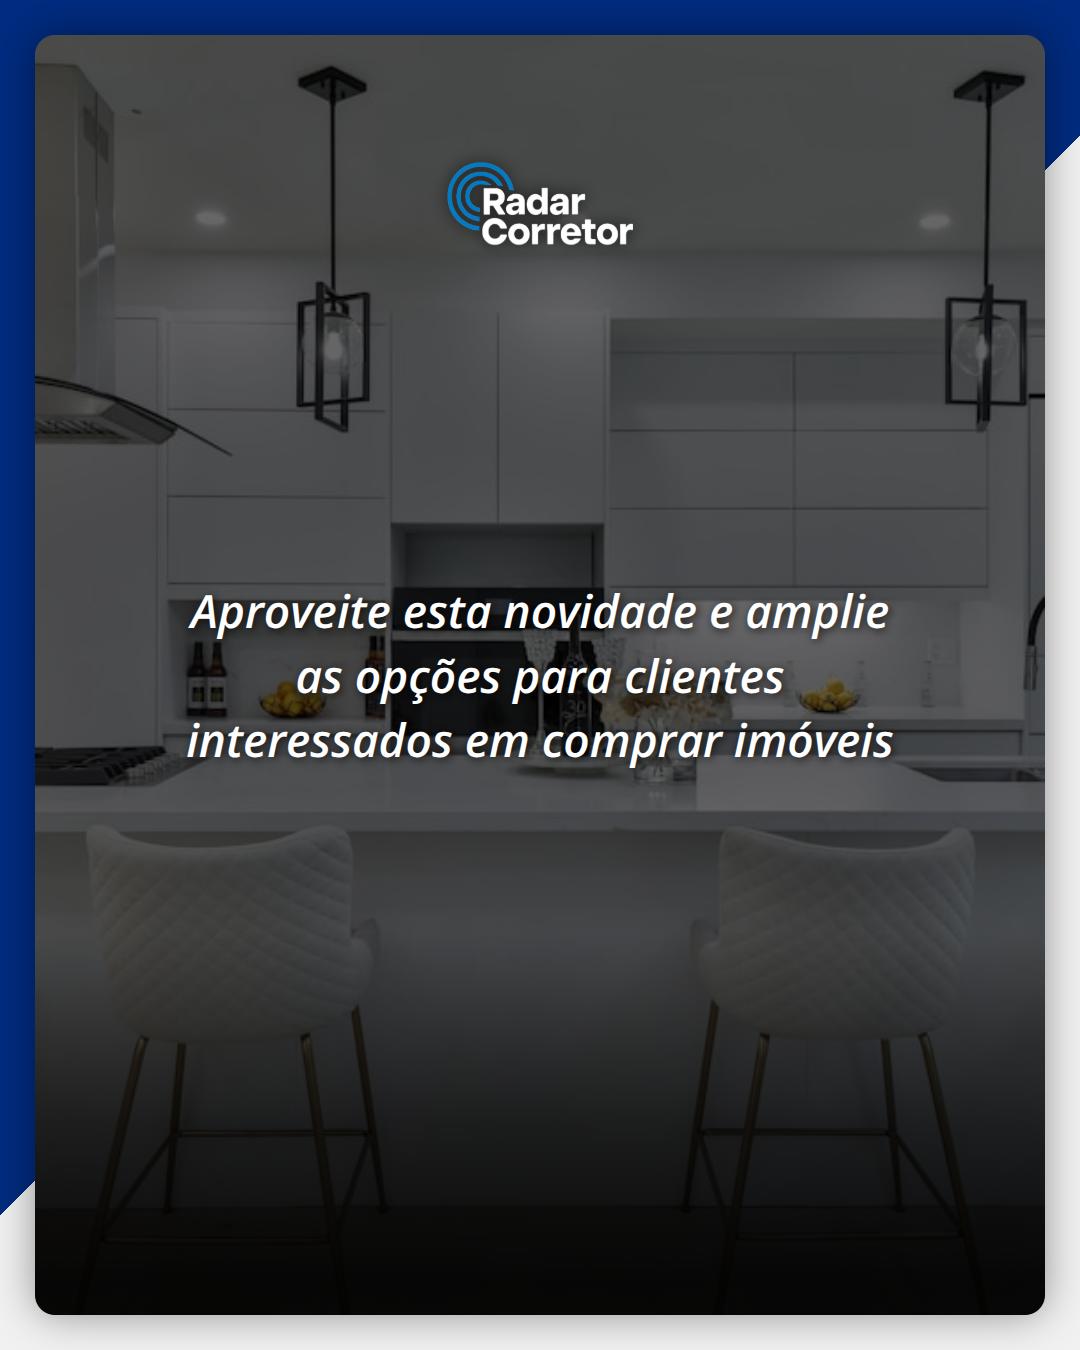 Radar
Corretor
Aproveite esta novidade e amplie
as opções para clientes
interessados em comprar imóveis